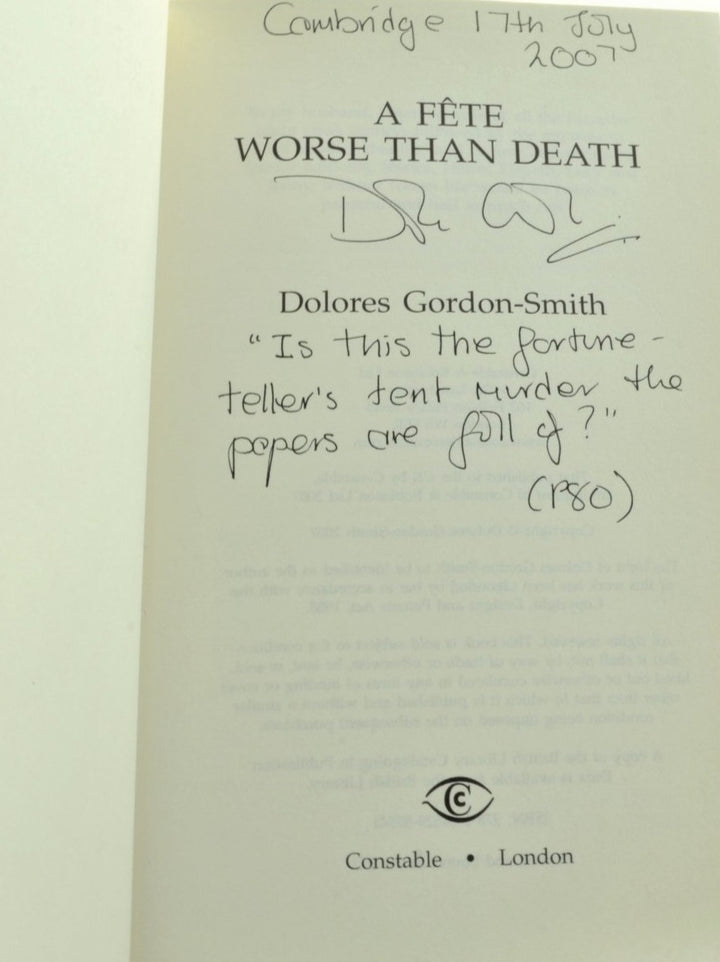 Cambridge 17th July
2007
A FÊTE
WORSE THAN DEATH
Dolores Gordon-Smith
"Is this the fortune-
teller's tent murder the
papers are full of?"
(P80)
C
Constable • London